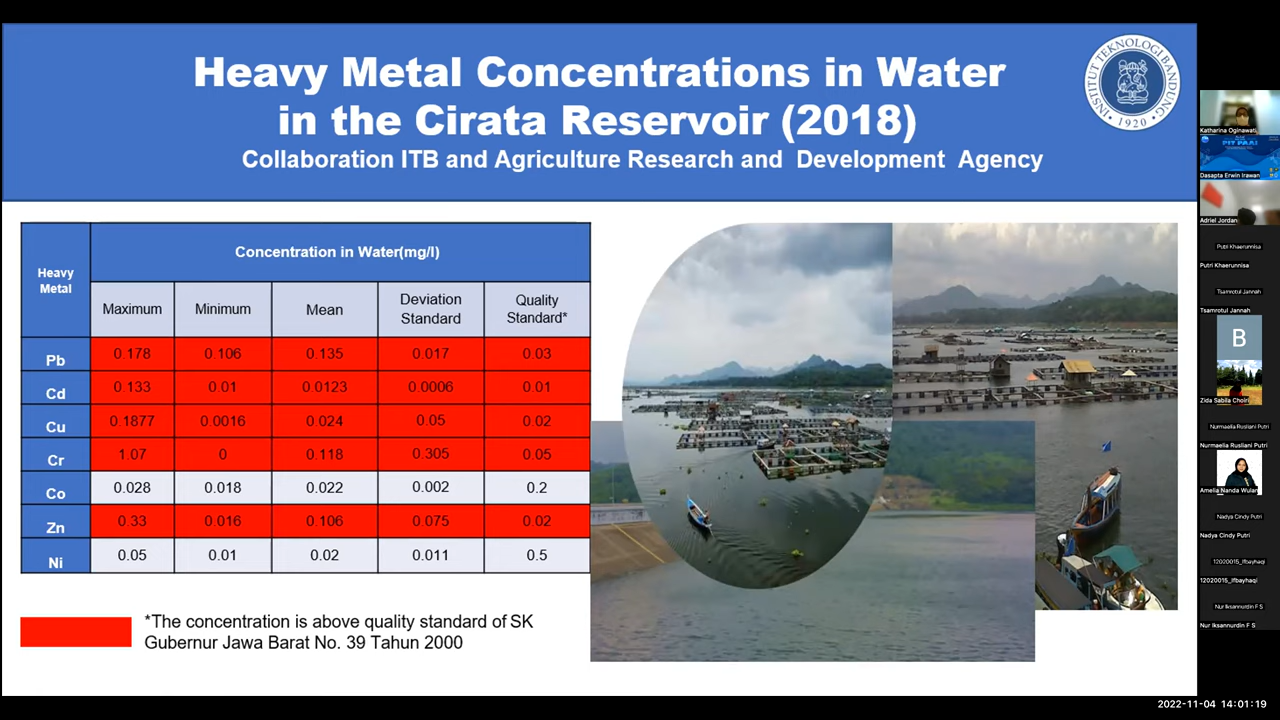 Heavy Metal Concentrations in Water
in the Cirata Reservoir (2018)
Collaboration ITB and Agriculture Research and Development Agency
INSTITUT TEKNOLOGI BANDUNG
1920
Heavy Metal
Concentration in Water(mg/l)
Maximum Minimum Mean Deviation Standard Quality Standard*
Pb 0.178 0.106 0.135 0.017 0.03
Cd 0.133 0.01 0.0123 0.0006 0.01
Cu 0.1877 0.0016 0.024 0.05 0.02
Cr 1.07 0 0.118 0.305 0.05
Co 0.028 0.018 0.022 0.002 0.2
Zn 0.33 0.016 0.106 0.075 0.02
Ni 0.05 0.01 0.02 0.011 0.5
*The concentration is above quality standard of SK
Gubernur Jawa Barat No. 39 Tahun 2000
Katharina Oginawati
PIT PAAI
Dasapta Erwin Irawan
Adriel Jordan
Putri Khaerunnisa
Putri Khaerunnisa
Tsamrotul Jannah
Tsamrotul Jannah
B
Zida Sabila Choiri
Nurmaelia Rusliani Putri
Nurmaelia Rusliani Putri
Amelia Nanda Wulan
Nadya Cindy Putri
Nadya Cindy Putri
12020015_Ifbayhaqi
12020015_Ifbayhaqi
Nur Iksannurdin F S
Nur Iksannurdin F S
2022-11-04 14:01:19